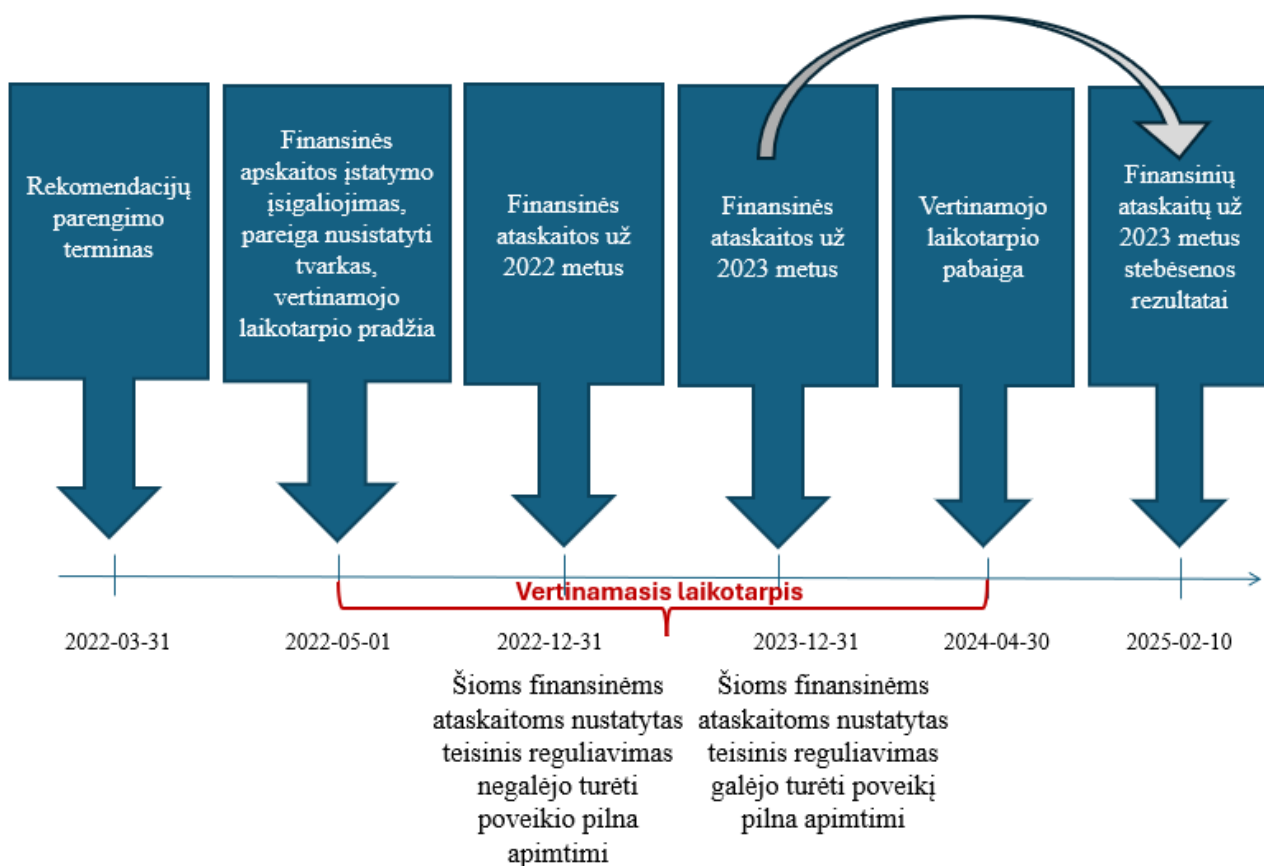 Rekomendacijų
parengimo
terminas
Finansinės
apskaitos įstatymo
įsigaliojimas,
pareiga nusistatyti
tvarkas,
vertinamojo
laikotarpio pradžia
Finansinės
ataskaitos už
2022 metus
Finansinės
ataskaitos už
2023 metus
Vertinamojo
laikotarpio
pabaiga
Finansinių
ataskaitų už
2023 metus
stebėsenos
rezultatai
Vertinamasis laikotarpis
2022-03-31
2022-05-01
2022-12-31
2023-12-31
2024-04-30
2025-02-10
Šioms finansinėms
ataskaitoms nustatytas
teisinis reguliavimas
negalėjo turėti
poveikio pilna
apimtimi
Šioms finansinėms
ataskaitoms nustatytas
teisinis reguliavimas
galėjo turėti poveikį
pilna apimtimi